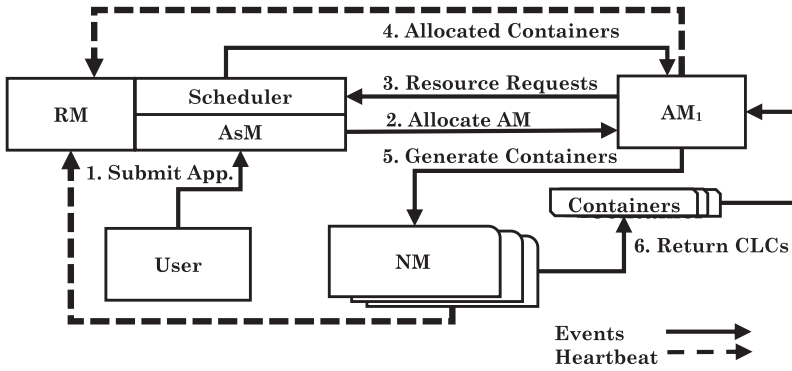 4. Allocated Containers
Scheduler
3. Resource Requests
RM
AM₁
AsM
2. Allocate AM
5. Generate Containers
1. Submit App.
Containers
User
NM
6. Return CLCs
Events
Heartbeat